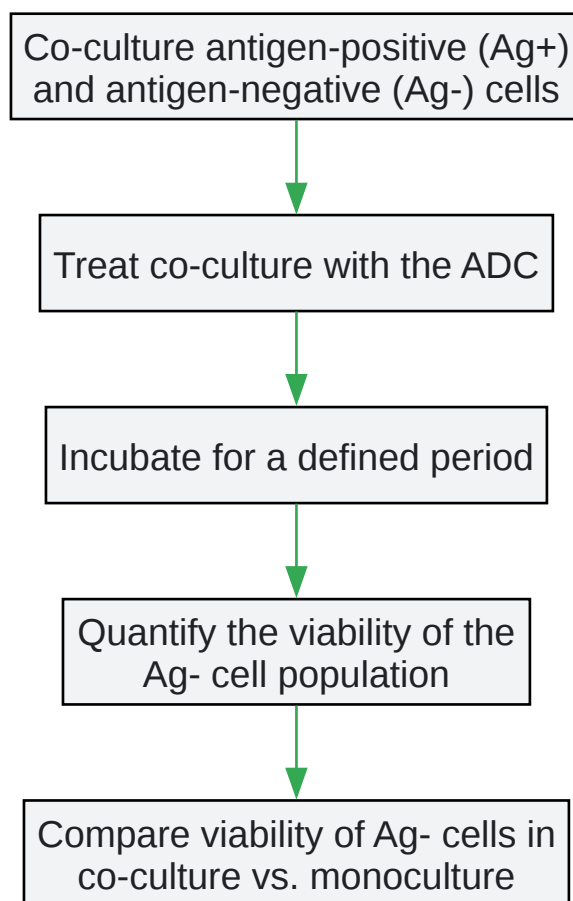 Co-culture antigen-positive (Ag+)
and antigen-negative (Ag-) cells
Treat co-culture with the ADC
Incubate for a defined period
Quantify the viability of the
Ag- cell population
Compare viability of Ag- cells in
co-culture vs. monoculture